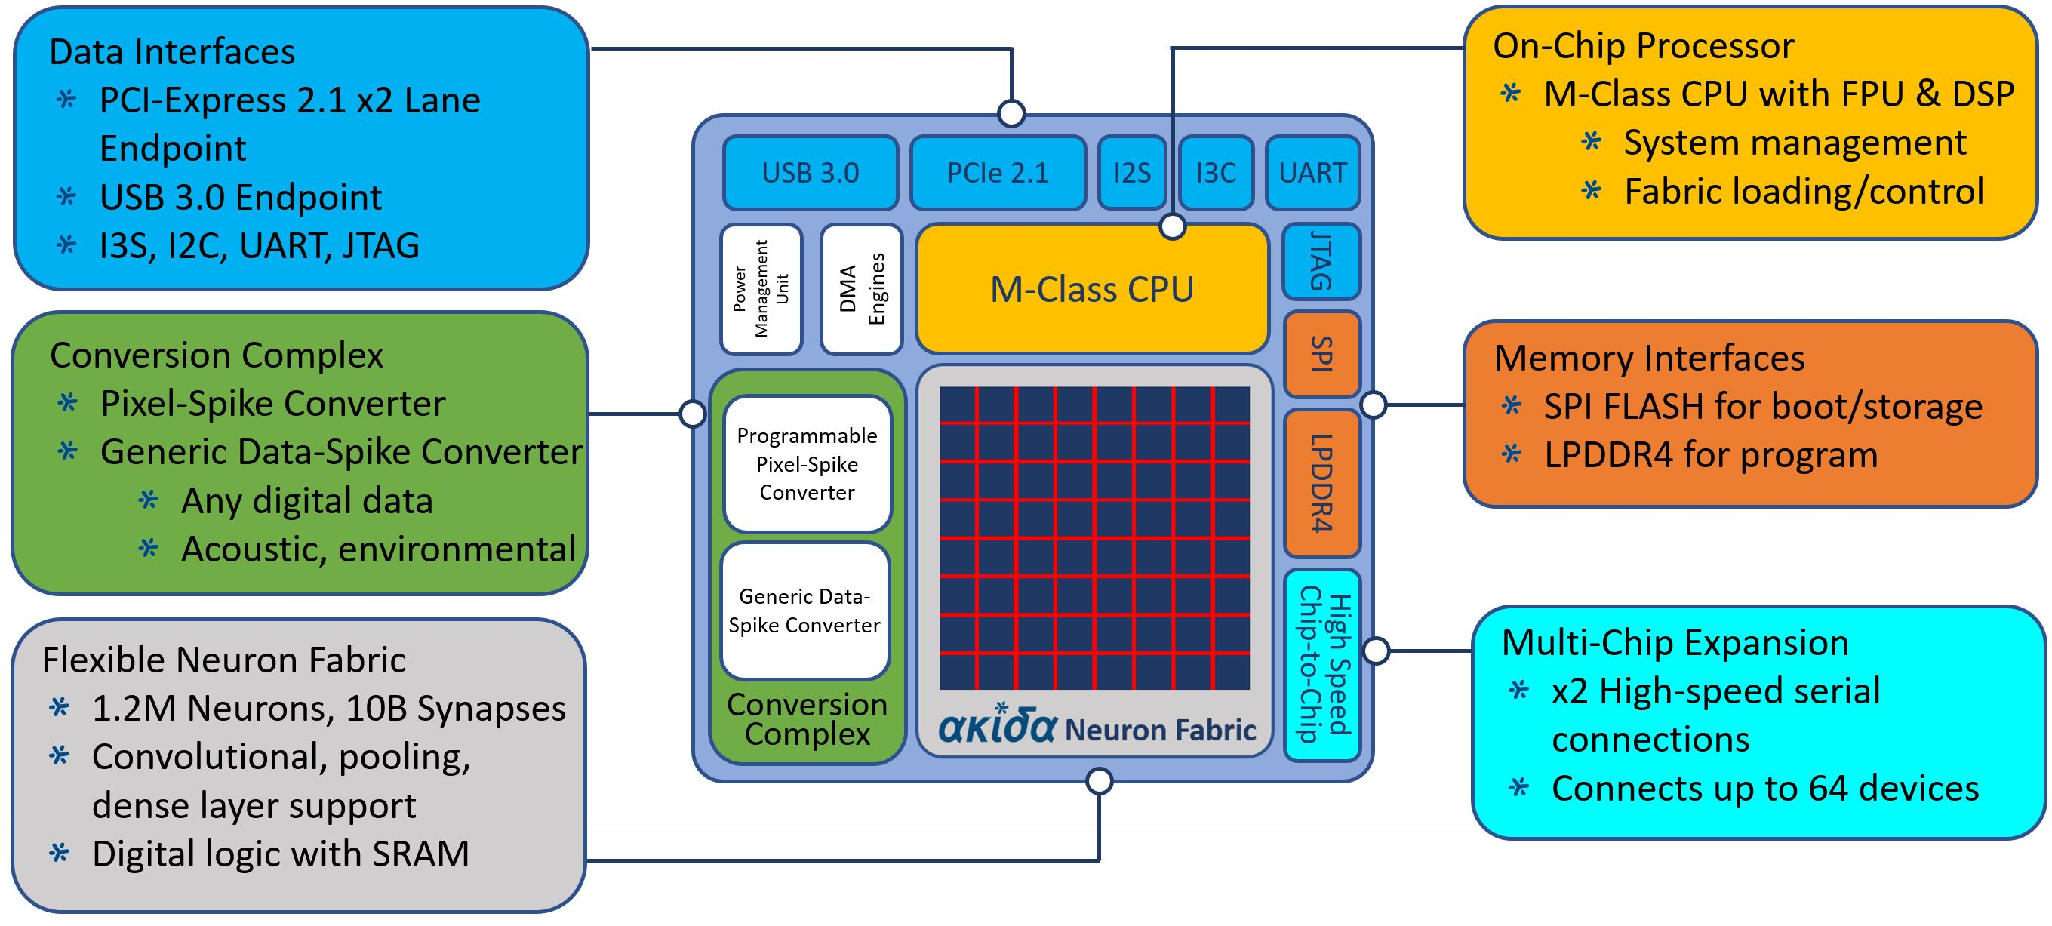 Data Interfaces
PCI-Express 2.1 x2 Lane
Endpoint
USB 3.0 Endpoint
I3S, I2C, UART, JTAG
Conversion Complex
Pixel-Spike Converter
Generic Data-Spike Converter
Any digital data
Acoustic, environmental
Flexible Neuron Fabric
1.2M Neurons, 10B Synapses
Convolutional, pooling,
dense layer support
Digital logic with SRAM
USB 3.0
PCIe 2.1
I2S
I3C
UART
Power
Management
Unit
DMA
Engines
M-Class CPU
JTAG
SPI
LPDDR4
High Speed
Chip-to-Chip
Programmable
Pixel-Spike
Converter
Generic Data-
Spike Converter
Conversion
Complex
αkiδα Neuron Fabric
On-Chip Processor
M-Class CPU with FPU & DSP
System management
Fabric loading/control
Memory Interfaces
SPI FLASH for boot/storage
LPDDR4 for program
Multi-Chip Expansion
x2 High-speed serial
connections
Connects up to 64 devices